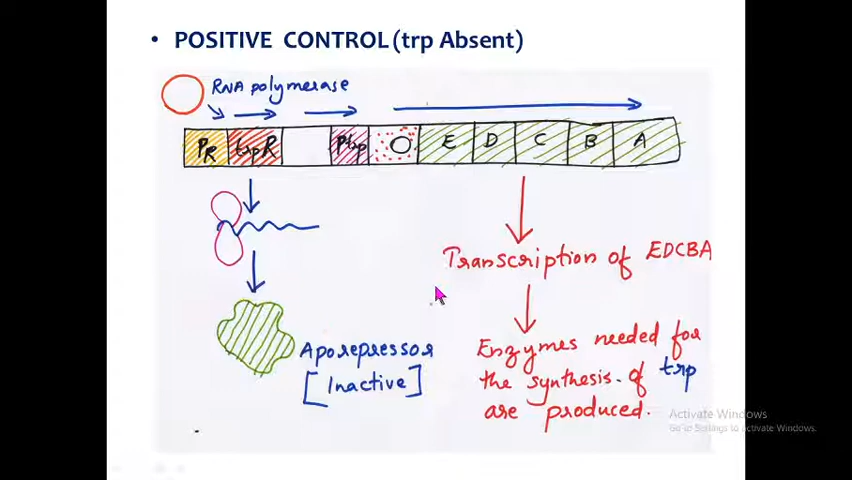 • POSITIVE CONTROL (trp Absent)
RNA polymerase
PR trpR Ptrp O E D C B A
Transcription of EDCBA
Aporepressor
[Inactive]
Enzymes needed for
the synthesis of trp
are produced.
Activate Windows
Go to Settings to activate Windows.